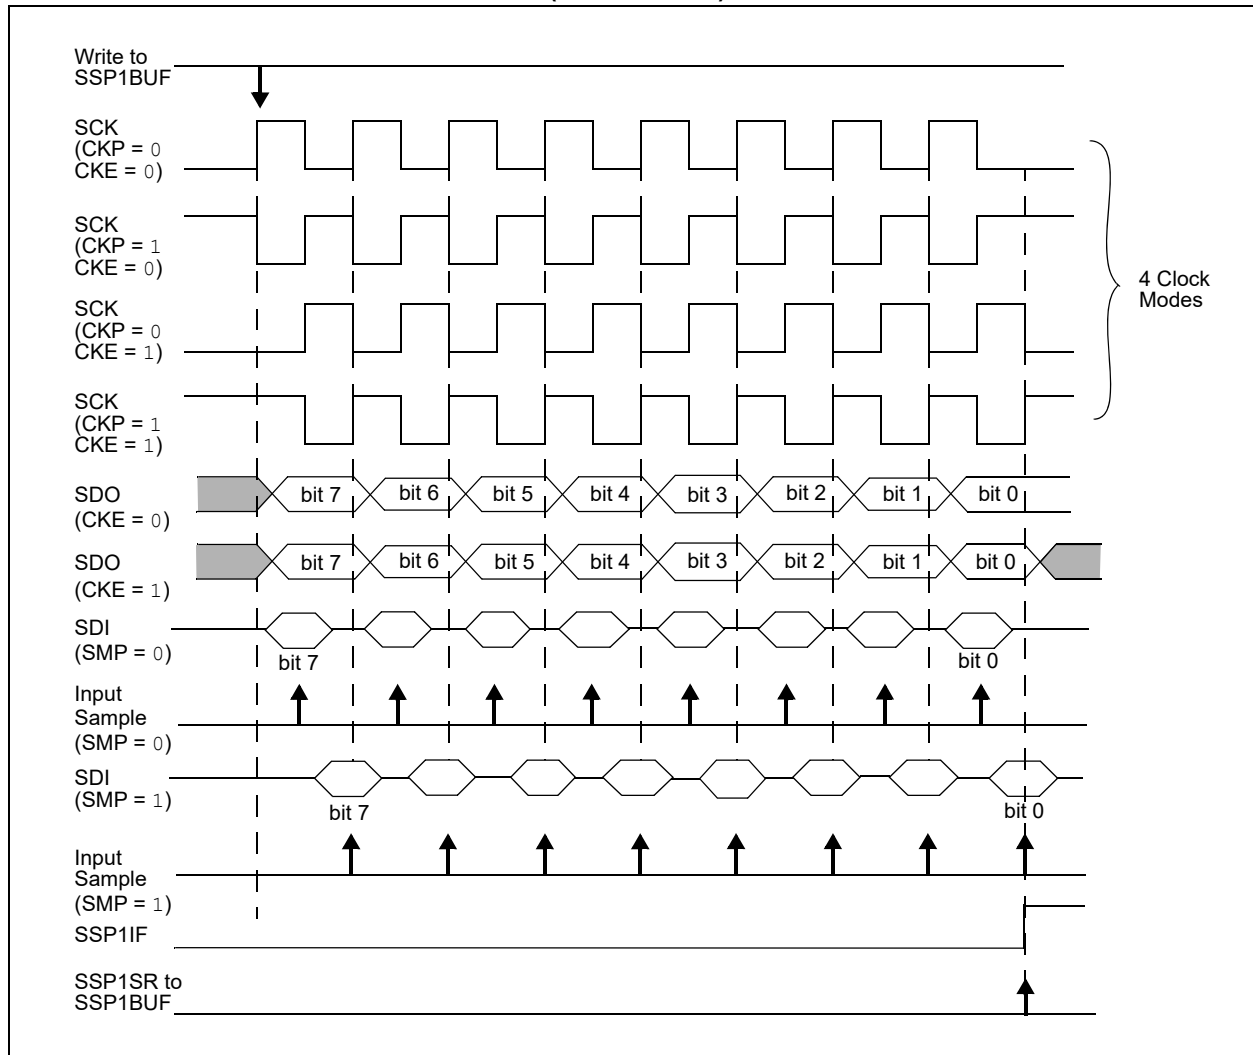 Write to
SSP1BUF
SCK
(CKP = 0
CKE = 0)
SCK
(CKP = 1
CKE = 0)
4 Clock
Modes
SCK
(CKP = 0
CKE = 1)
SCK
(CKP = 1
CKE = 1)
SDO
(CKE = 0)
bit 7 bit 6 bit 5 bit 4 bit 3 bit 2 bit 1 bit 0
SDO
(CKE = 1)
bit 7 bit 6 bit 5 bit 4 bit 3 bit 2 bit 1 bit 0
SDI
(SMP = 0)
bit 7 bit 0
Input
Sample
(SMP = 0)
SDI
(SMP = 1)
bit 7 bit 0
Input
Sample
(SMP = 1)
SSP1IF
SSP1SR to
SSP1BUF